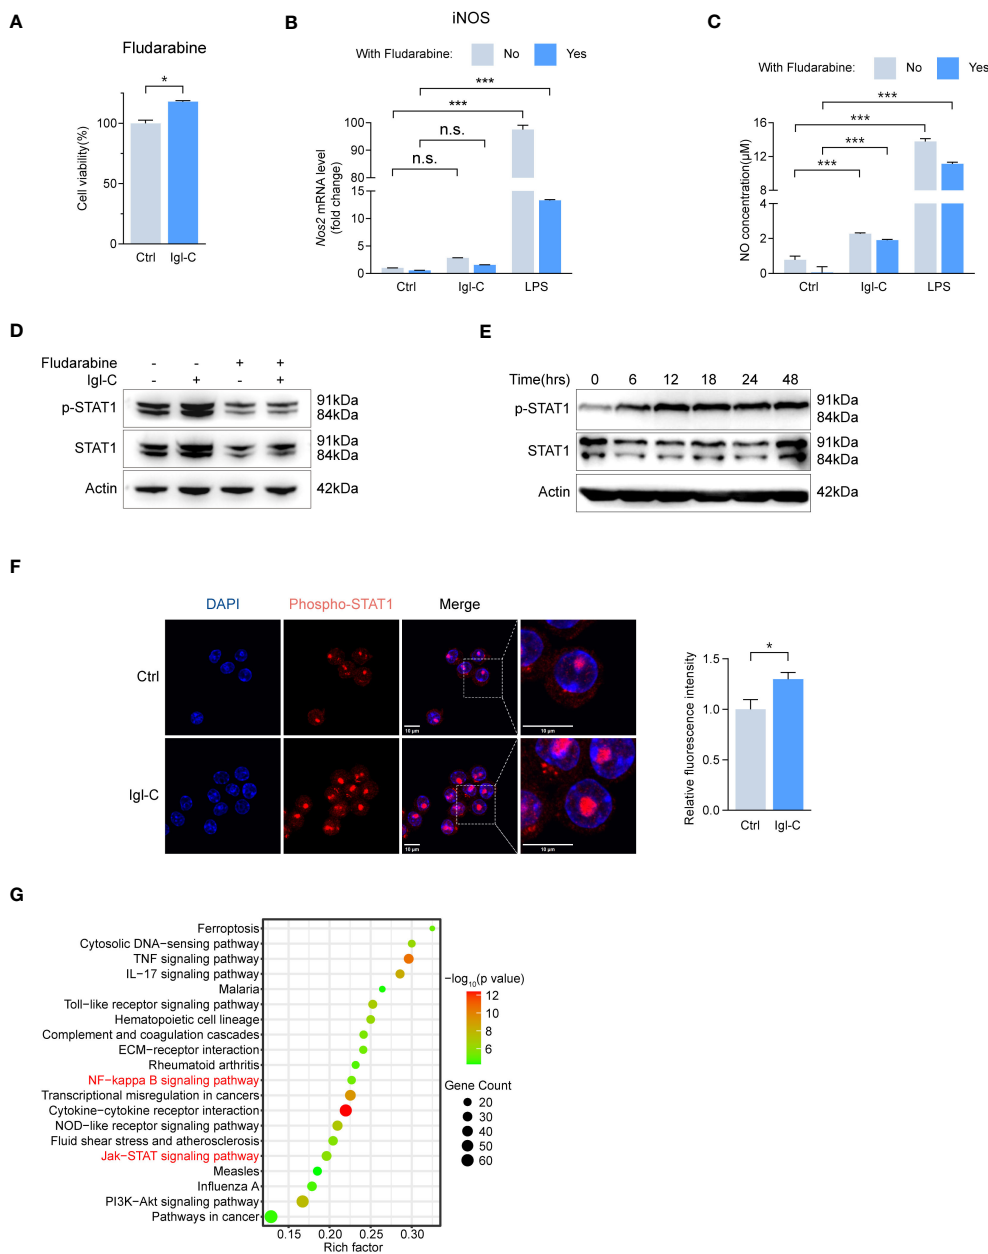 A
Fludarabine
*
Cell viability(%)
100
50
0
Ctrl
Igl-C
B
iNOS
With Fludarabine: No Yes
***
***
n.s.
n.s.
Nos2 mRNA level
(fold change)
100
80
60
15
10
5
0
Ctrl Igl-C LPS
C
With Fludarabine: No Yes
***
***
***
***
NO concentration(μM)
16
12
8
4
2
0
Ctrl Igl-C LPS
D
Fludarabine - - + +
Igl-C - + - +
p-STAT1 91kDa
84kDa
STAT1 91kDa
84kDa
Actin 42kDa
E
Time(hrs) 0 6 12 18 24 48
p-STAT1 91kDa
84kDa
STAT1 91kDa
84kDa
Actin 42kDa
F
DAPI Phospho-STAT1 Merge
Ctrl
10 μm 10 μm
Igl-C
10 μm 10 μm
Relative fluorescence intensity
*
1.5
1.0
0.5
0.0
Ctrl Igl-C
G
Ferroptosis
Cytosolic DNA−sensing pathway
TNF signaling pathway
IL−17 signaling pathway
Malaria
Toll−like receptor signaling pathway
Hematopoietic cell lineage
Complement and coagulation cascades
ECM−receptor interaction
Rheumatoid arthritis
NF−kappa B signaling pathway
Transcriptional misregulation in cancers
Cytokine−cytokine receptor interaction
NOD−like receptor signaling pathway
Fluid shear stress and atherosclerosis
Jak−STAT signaling pathway
Measles
Influenza A
PI3K−Akt signaling pathway
Pathways in cancer
0.15 0.20 0.25 0.30
Rich factor
−log10(p value)
12
10
8
6
Gene Count
20
30
40
50
60